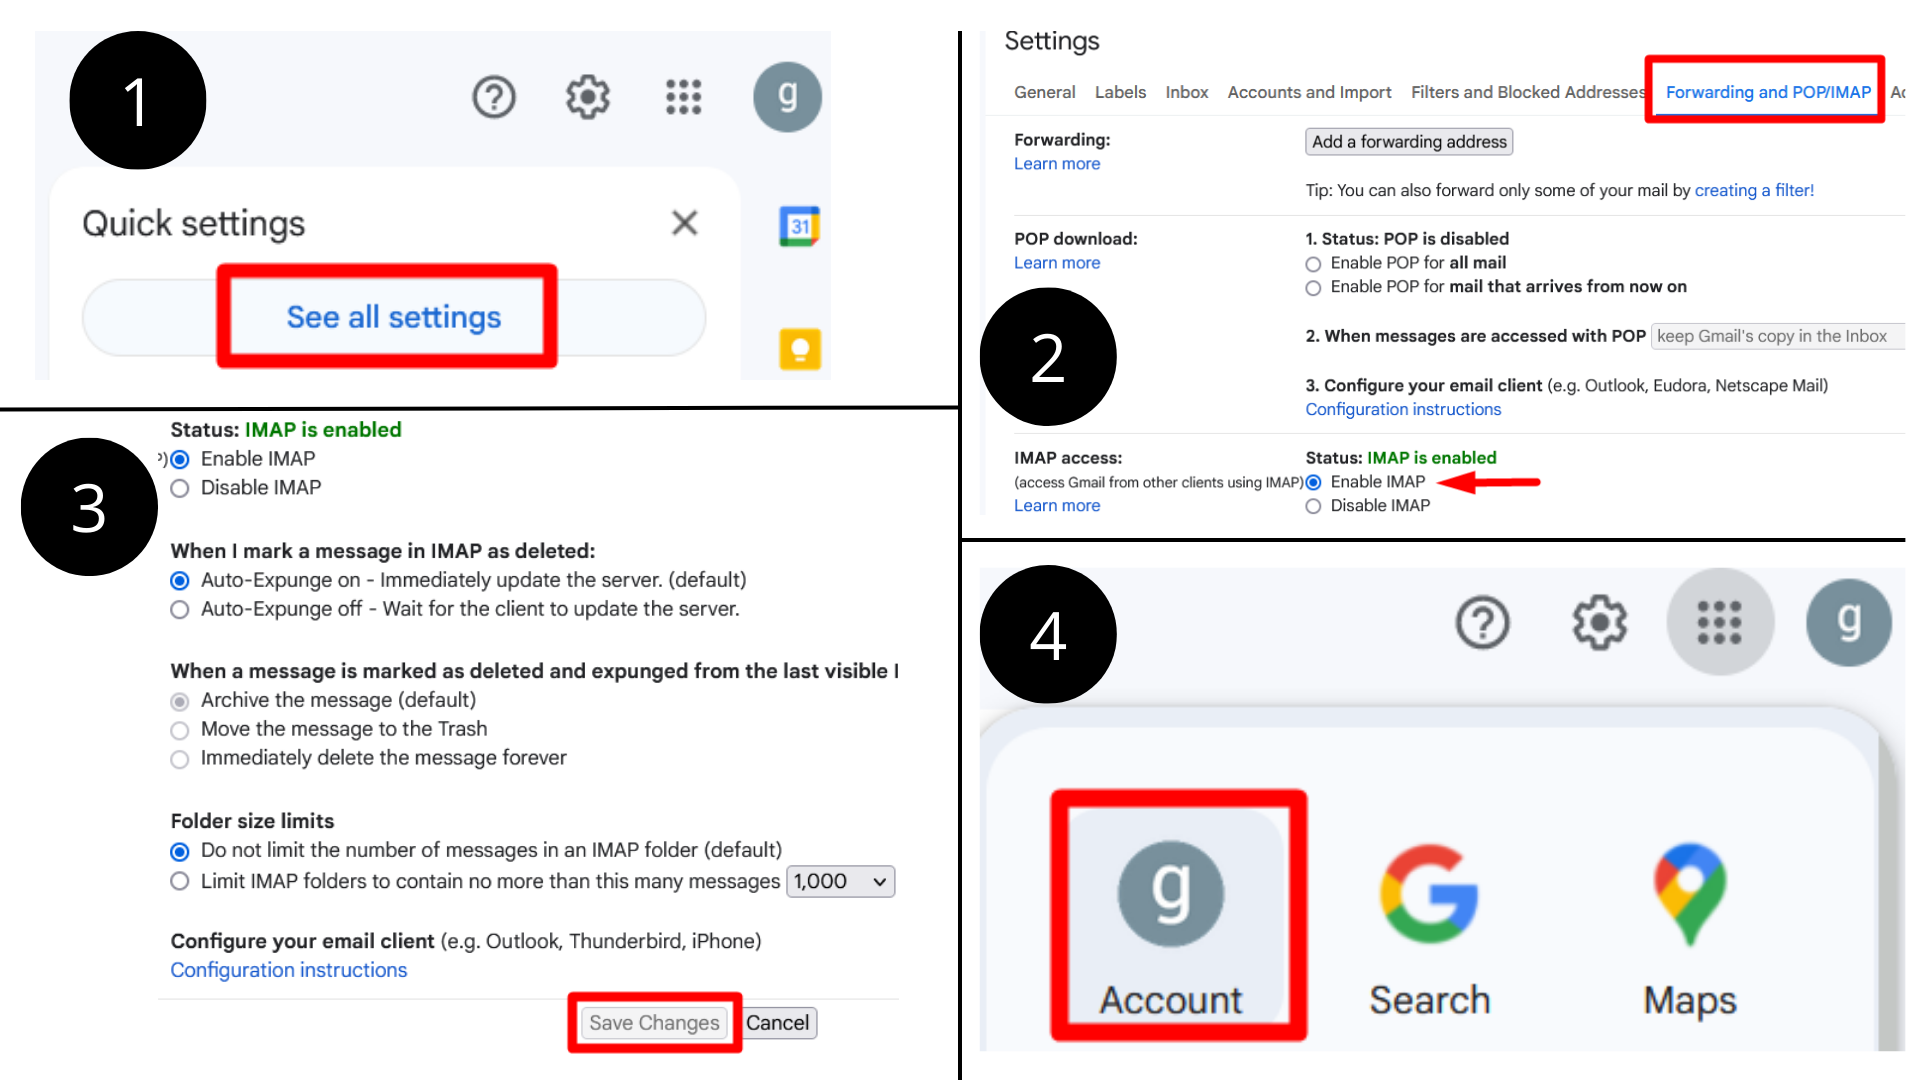 1
g
Quick settings
31
See all settings
2
Settings
General Labels Inbox Accounts and Import Filters and Blocked Addresses Forwarding and POP/IMAP
Forwarding:
Learn more
Add a forwarding address
Tip: You can also forward only some of your mail by creating a filter!
POP download:
Learn more
1. Status: POP is disabled
Enable POP for all mail
Enable POP for mail that arrives from now on
2. When messages are accessed with POP keep Gmail's copy in the Inbox
3. Configure your email client (e.g. Outlook, Eudora, Netscape Mail)
Configuration instructions
IMAP access:
(access Gmail from other clients using IMAP)
Learn more
Status: IMAP is enabled
Enable IMAP
Disable IMAP
3
Status: IMAP is enabled
Enable IMAP
Disable IMAP
When I mark a message in IMAP as deleted:
Auto-Expunge on - Immediately update the server. (default)
Auto-Expunge off - Wait for the client to update the server.
When a message is marked as deleted and expunged from the last visible
Archive the message (default)
Move the message to the Trash
Immediately delete the message forever
Folder size limits
Do not limit the number of messages in an IMAP folder (default)
Limit IMAP folders to contain no more than this many messages 1,000
Configure your email client (e.g. Outlook, Thunderbird, iPhone)
Configuration instructions
Save Changes Cancel
4
g
g
Account Search Maps